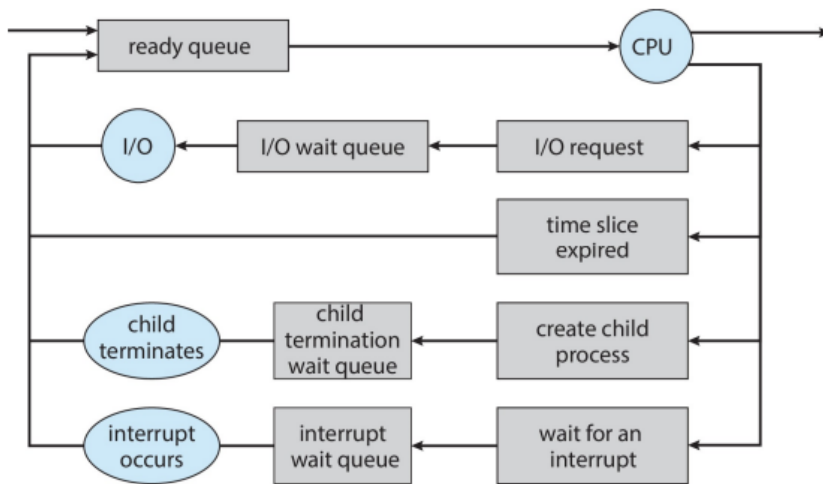 ready queue
CPU
I/O
I/O wait queue
I/O request
time slice
expired
child
terminates
child
termination
wait queue
create child
process
interrupt
occurs
interrupt
wait queue
wait for an
interrupt